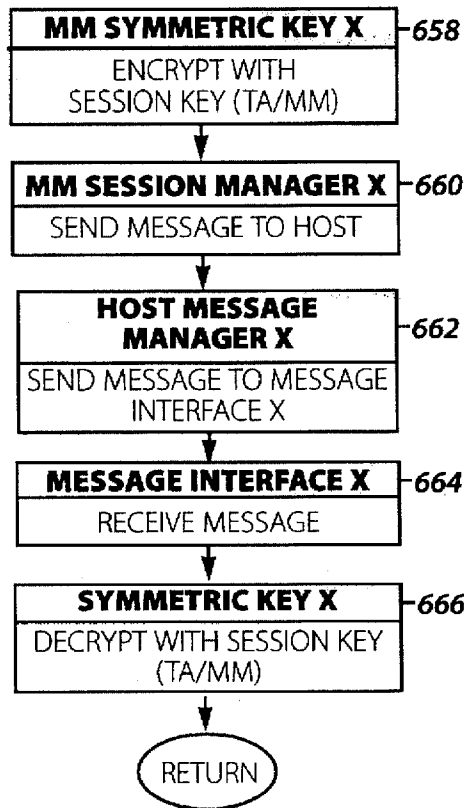 MM SYMMETRIC KEY X
658
ENCRYPT WITH
SESSION KEY (TA/MM)
MM SESSION MANAGER X
660
SEND MESSAGE TO HOST
HOST MESSAGE
MANAGER X
662
SEND MESSAGE TO MESSAGE
INTERFACE X
MESSAGE INTERFACE X
664
RECEIVE MESSAGE
SYMMETRIC KEY X
666
DECRYPT WITH SESSION KEY
(TA/MM)
RETURN